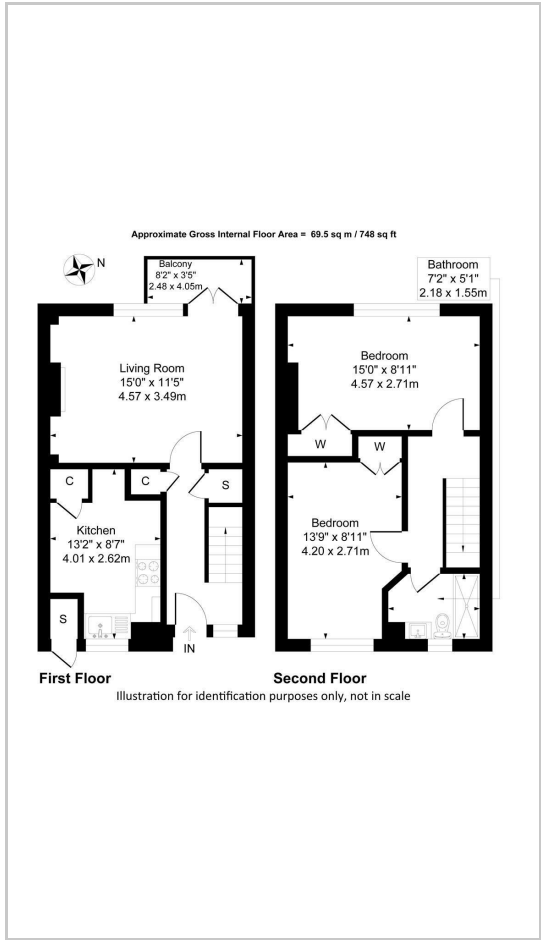 Approximate Gross Internal Floor Area = 69.5 sq m / 748 sq ft
N
Balcony
8'2" x 3'5"
2.48 x 4.05m
Bathroom
7'2" x 5'1"
2.18 x 1.55m
Living Room
15'0" x 11'5"
4.57 x 3.49m
Bedroom
15'0" x 8'11"
4.57 x 2.71m
W
W
C
C
S
Kitchen
13'2" x 8'7"
4.01 x 2.62m
Bedroom
13'9" x 8'11"
4.20 x 2.71m
S
IN
First Floor
Second Floor
Illustration for identification purposes only, not in scale